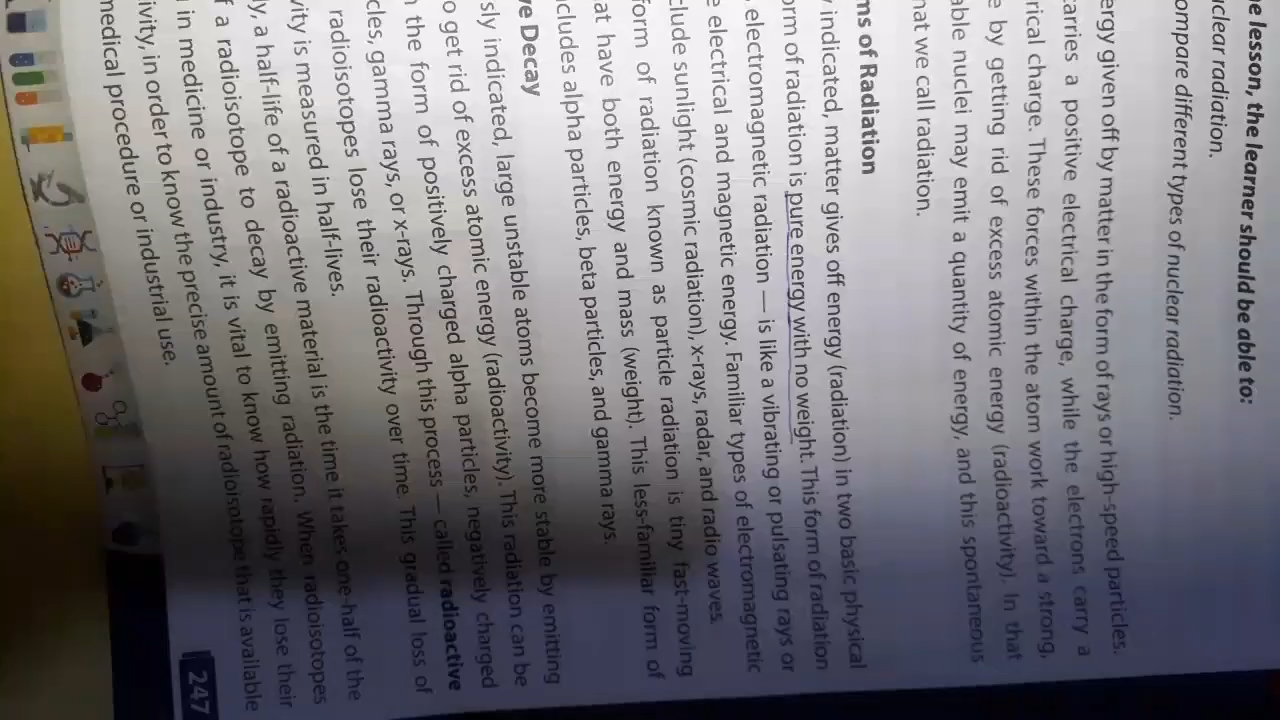 he lesson, the learner should be able to:
clear radiation.
ompare different types of nuclear radiation.
ergy given off by matter in the form of rays or high-speed particles.
carries a positive electrical charge, while the electrons carry a
rical charge. These forces within the atom work toward a strong,
e by getting rid of excess atomic energy (radioactivity). In that
able nuclei may emit a quantity of energy, and this spontaneous
hat we call radiation.
ms of Radiation
y indicated, matter gives off energy (radiation) in two basic physical
orm of radiation is pure energy with no weight. This form of radiation
, electromagnetic radiation — is like a vibrating or pulsating rays or
e electrical and magnetic energy. Familiar types of electromagnetic
clude sunlight (cosmic radiation), x-rays, radar, and radio waves.
form of radiation known as particle radiation is tiny fast-moving
at have both energy and mass (weight). This less-familiar form of
cludes alpha particles, beta particles, and gamma rays.
ve Decay
sly indicated, large unstable atoms become more stable by emitting
o get rid of excess atomic energy (radioactivity). This radiation can be
n the form of positively charged alpha particles, negatively charged
cles, gamma rays, or x-rays. Through this process — called radioactive
radioisotopes lose their radioactivity over time. This gradual loss of
vity is measured in half-lives.
ly, a half-life of a radioactive material is the time it takes one-half of the
f a radioisotope to decay by emitting radiation. When radioisotopes
in medicine or industry, it is vital to know how rapidly they lose their
ivity, in order to know the precise amount of radioisotope that is available
medical procedure or industrial use.
247